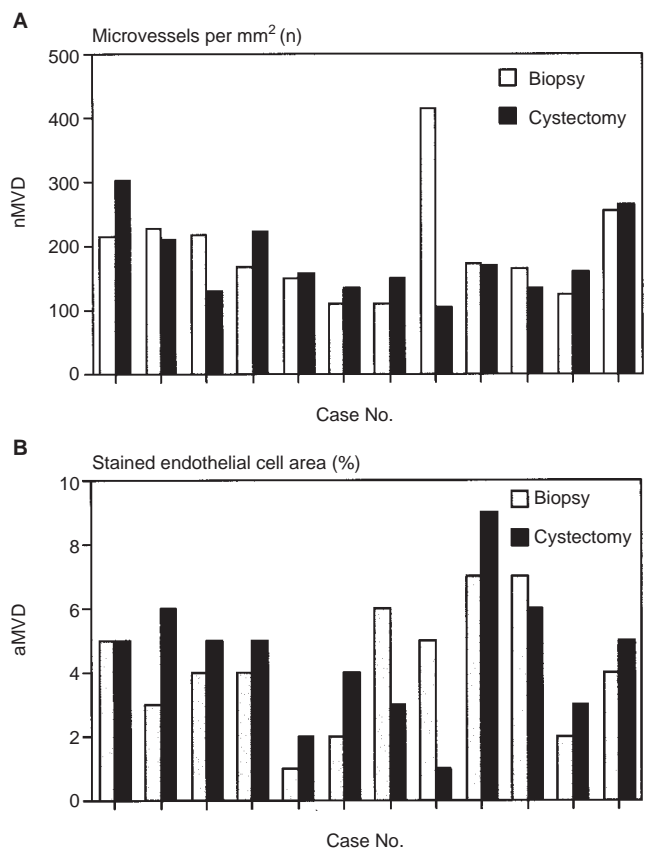 A
Microvessels per mm² (n)
500
Biopsy
400
Cystectomy
300
nMVD
200
100
0
Case No.
B
Stained endothelial cell area (%)
10
Biopsy
8
Cystectomy
6
aMVD
4
2
0
Case No.